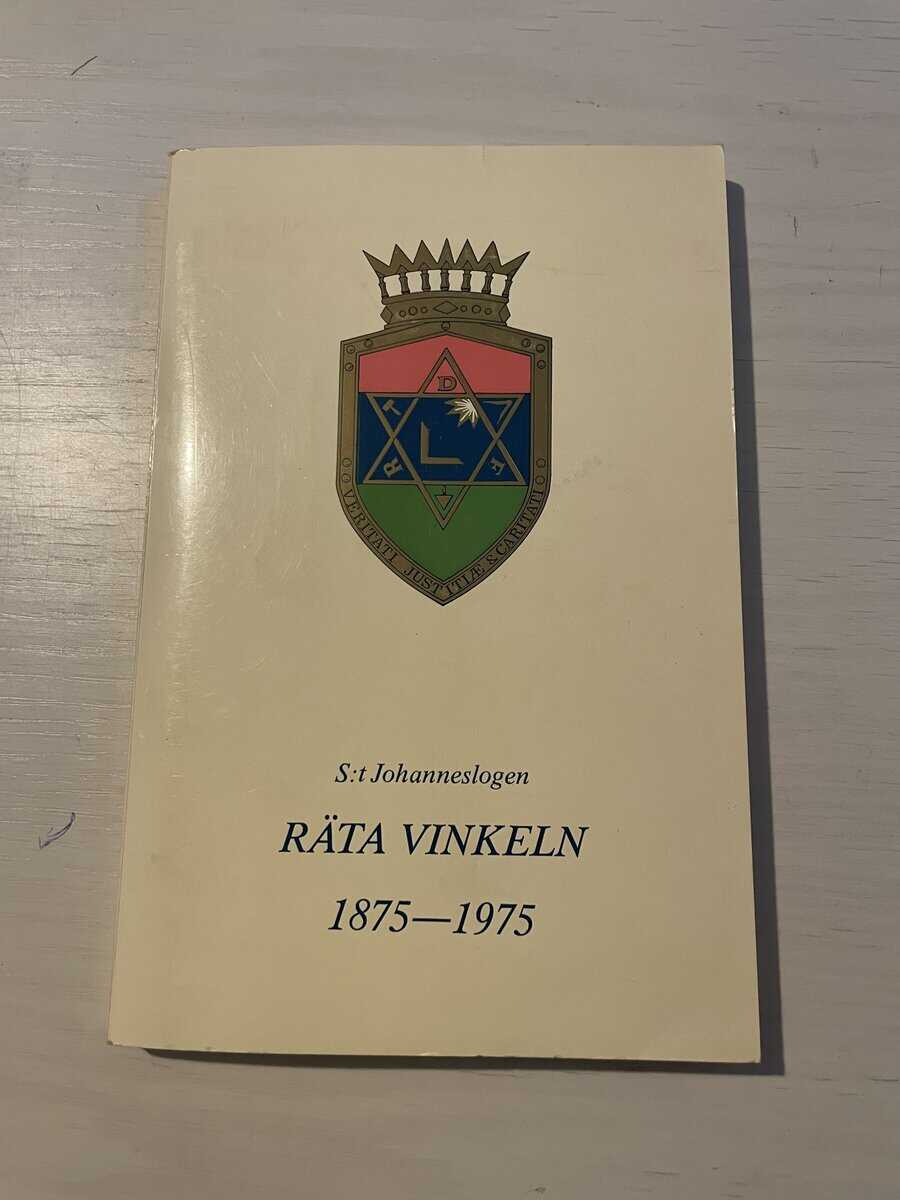 D
R
F
VERITATI JUSTITIÆ & CARITATI
S:t Johanneslogen
RÄTA VINKELN
1875—1975